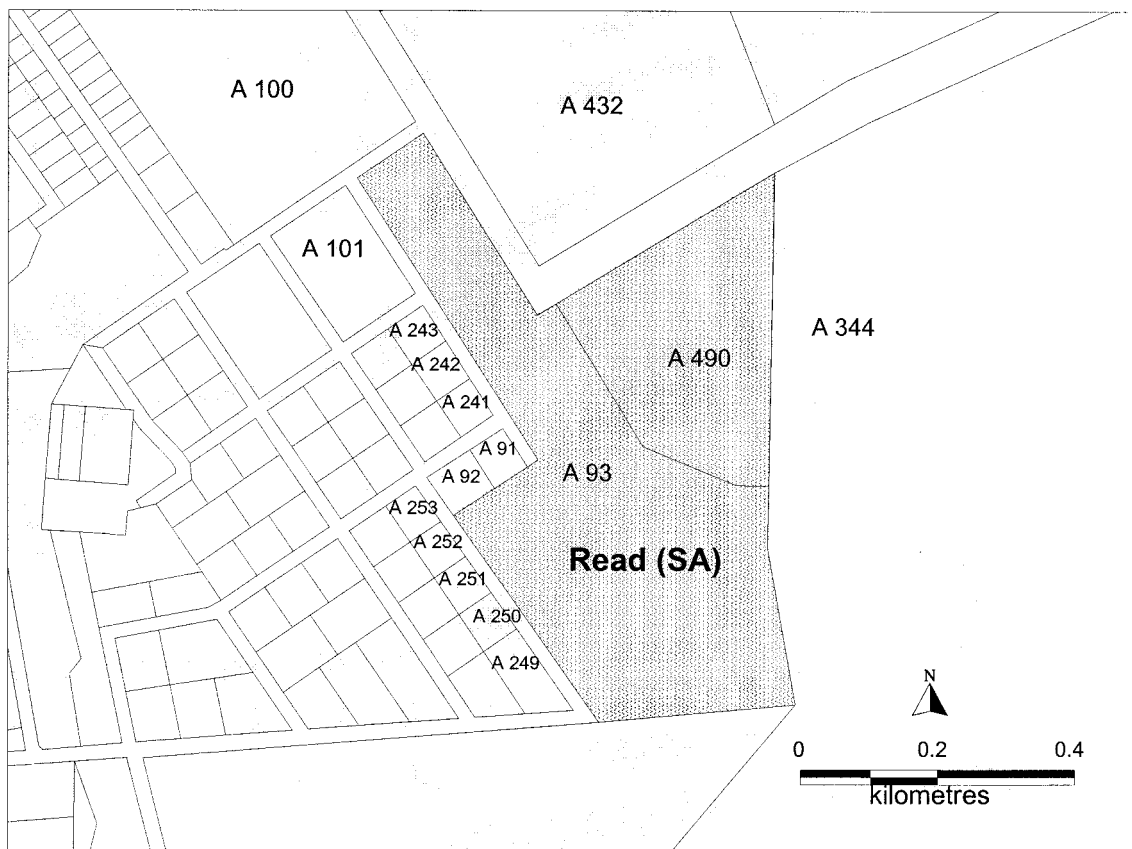 A 100
A 432
A 101
A 344
A 243
A 242
A 490
A 241
A 91
A 92
A 93
A 253
A 252
Read (SA)
A 251
A 250
A 249
N
0 0.2 0.4
kilometres